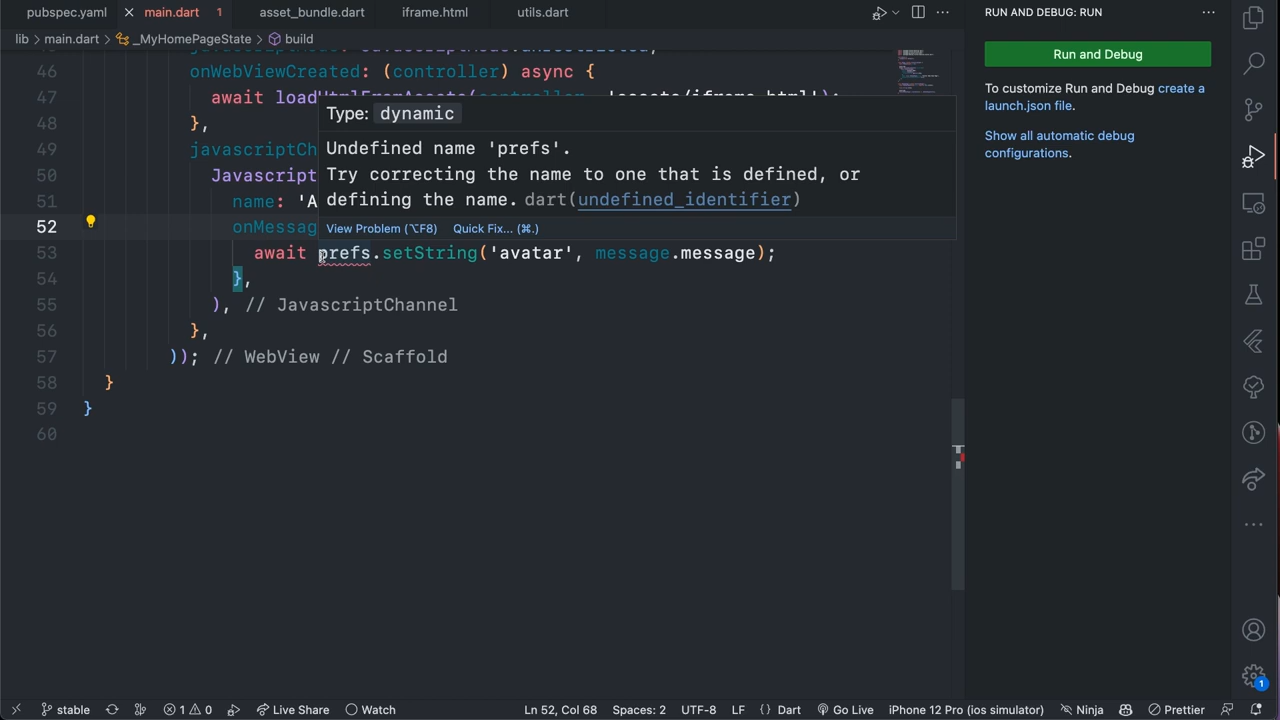 pubspec.yaml
main.dart 1
asset_bundle.dart
iframe.html
utils.dart
RUN AND DEBUG: RUN
lib > main.dart > _MyHomePageState > build
Run and Debug
46 onWebViewCreated: (controller) async {
47 await
48 },
49 javascriptCh
50 Javascript
51 name: 'A
52 onMessag
Type: dynamic
Undefined name 'prefs'.
Try correcting the name to one that is defined, or
defining the name. dart(undefined_identifier)
View Problem (⌥F8) Quick Fix... (⌘.)
53 await prefs.setString('avatar', message.message);
54 },
55 ), // JavascriptChannel
56 },
57 )); // WebView // Scaffold
58 }
59 }
60
To customize Run and Debug create a
launch.json file.
Show all automatic debug
configurations.
1
stable
1 0
Live Share
Watch
Ln 52, Col 68
Spaces: 2
UTF-8
LF
{} Dart
Go Live
iPhone 12 Pro (ios simulator)
Ninja
Prettier